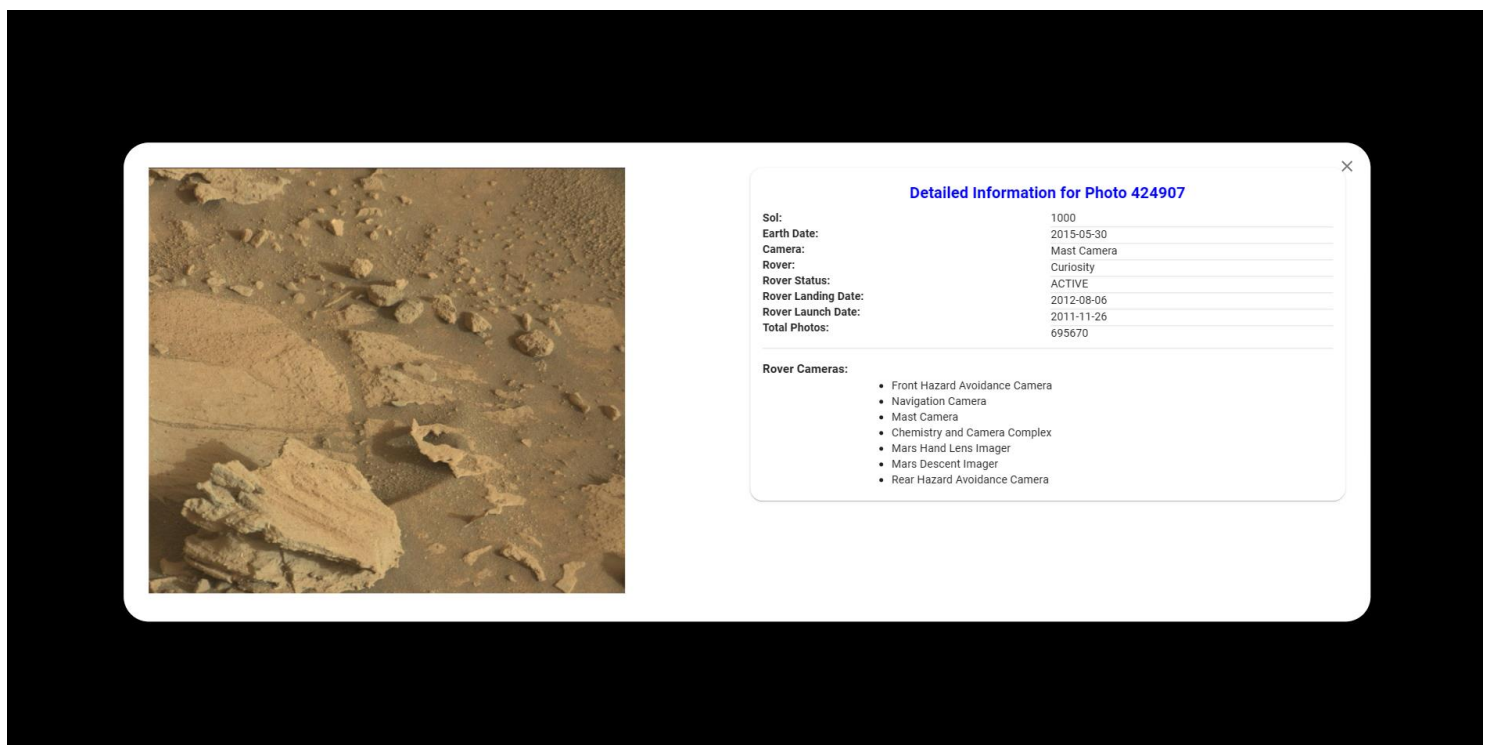 Detailed Information for Photo 424907
Sol: 1000
Earth Date: 2015-05-30
Camera: Mast Camera
Rover: Curiosity
Rover Status: ACTIVE
Rover Landing Date: 2012-08-06
Rover Launch Date: 2011-11-26
Total Photos: 695670
Rover Cameras:
• Front Hazard Avoidance Camera
• Navigation Camera
• Mast Camera
• Chemistry and Camera Complex
• Mars Hand Lens Imager
• Mars Descent Imager
• Rear Hazard Avoidance Camera